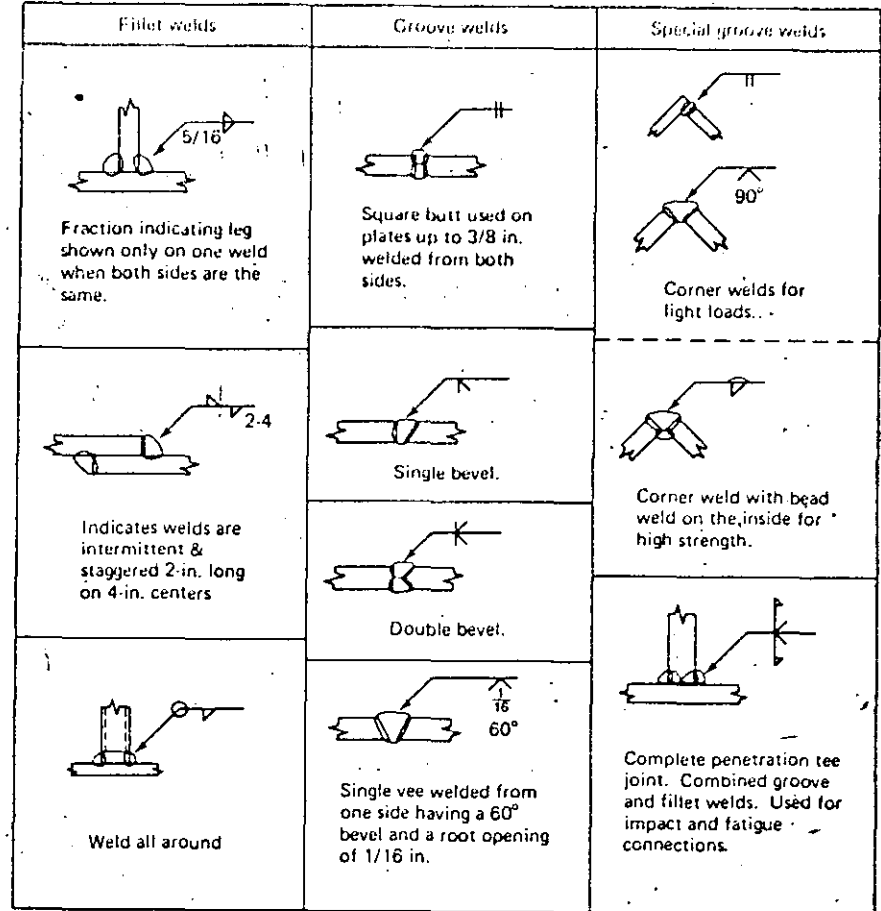 Fillet welds
Groove welds
Special groove welds
5/16
Fraction indicating leg
shown only on one weld
when both sides are the
same.
2-4
Indicates welds are
intermittent &
staggered 2-in. long
on 4-in. centers
Weld all around
Square butt used on
plates up to 3/8 in.
welded from both
sides.
Single bevel.
Double bevel.
1/16
60°
Single vee welded from
one side having a 60°
bevel and a root opening
of 1/16 in.
90°
Corner welds for
light loads..
Corner weld with bead
weld on the inside for
high strength.
Complete penetration tee
joint. Combined groove
and fillet welds. Used for
impact and fatigue
connections.